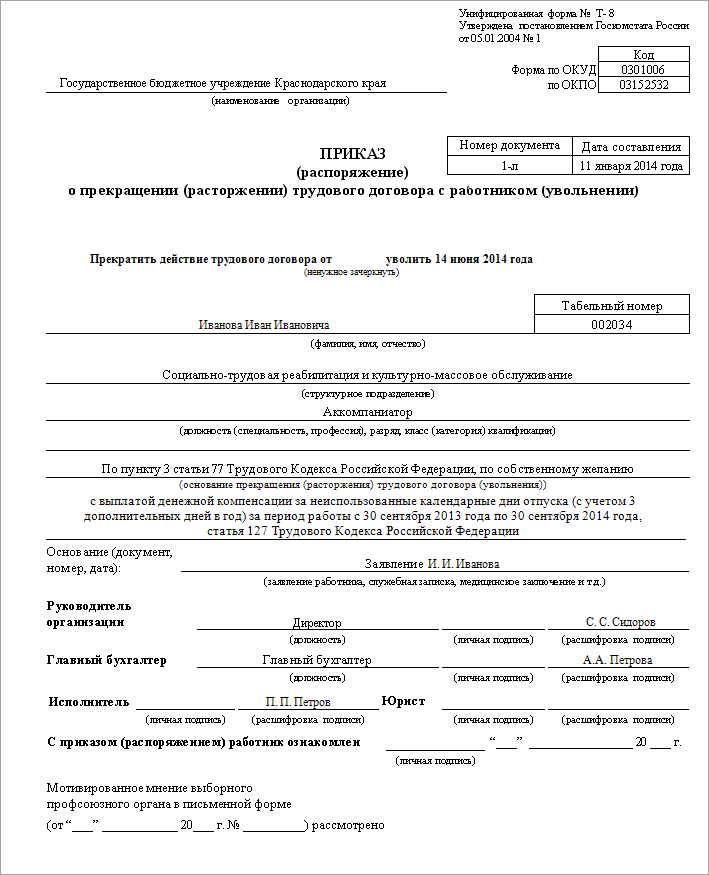 Унифицированная форма № Т-8
Утверждена постановлением Госкомстата России
от 05.01.2004 № 1
Код
Форма по ОКУД 0301006
по ОКПО 03152532
Государственное бюджетное учреждение Краснодарского края
(наименование организации)
Номер документа Дата составления
1-л 11 января 2014 года
ПРИКАЗ
(распоряжение)
о прекращении (расторжении) трудового договора с работником (увольнении)
Прекратить действие трудового договора от уволить 14 июня 2014 года
(ненужное зачеркнуть)
Табельный номер
Иванова Иван Ивановича 002034
(фамилия, имя, отчество)
Социально-трудовая реабилитация и культурно-массовое обслуживание
(структурное подразделение)
Аккомпаниатор
(должность (специальность, профессия), разряд, класс (категория) квалификации)
По пункту 3 статьи 77 Трудового Кодекса Российской Федерации, по собственному желанию
(основание прекращения (расторжения) трудового договора (увольнения))
с выплатой денежной компенсации за неиспользованные календарные дни отпуска (с учетом 3
дополнительных дней в год) за период работы с 30 сентября 2013 года по 30 сентября 2014 года,
статья 127 Трудового Кодекса Российской Федерации
Основание (документ,
номер, дата): Заявление И. И. Иванова
(заявление работника, служебная записка, медицинское заключение и т.д.)
Руководитель
организации Директор С. С. Сидоров
(должность) (личная подпись) (расшифровка подписи)
Главный бухгалтер Главный бухгалтер А.А. Петрова
(должность) (личная подпись) (расшифровка подписи)
Исполнитель П. П. Петров Юрист
(личная подпись) (расшифровка подписи) (личная подпись) (расшифровка подписи)
С приказом (распоряжением) работник ознакомлен ___________ “___” ____________ 20 ___ г.
(личная подпись)
Мотивированное мнение выборного
профсоюзного органа в письменной форме
(от “___” ___________ 20___ г. № _________) рассмотрено